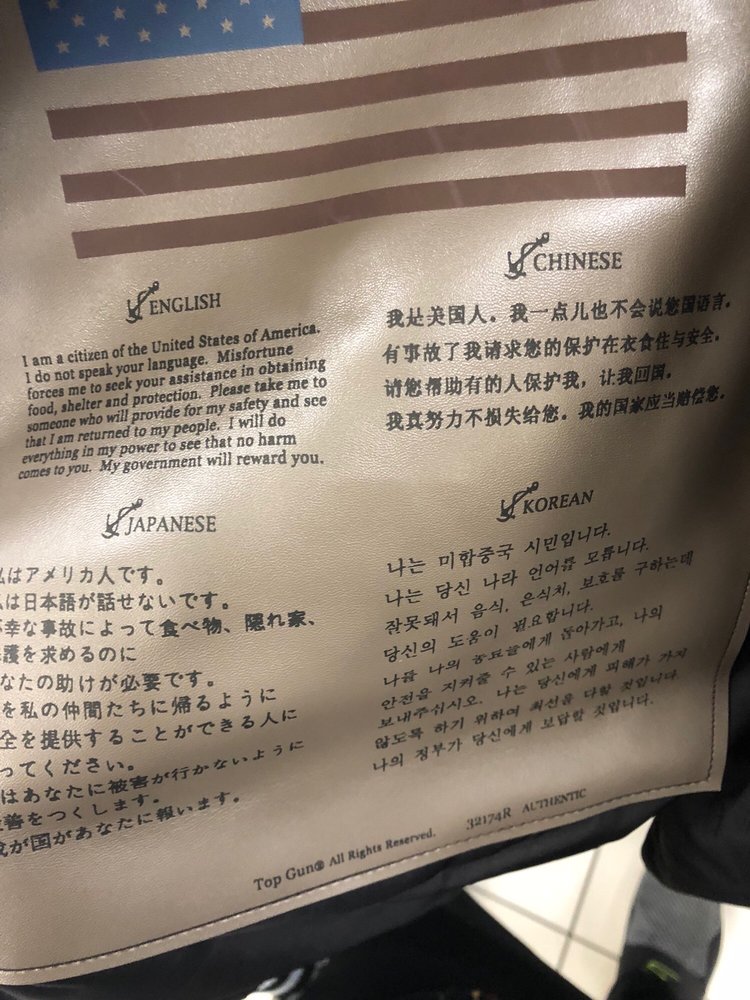 ENGLISH
I am a citizen of the United States of America.
I do not speak your language. Misfortune
forces me to seek your assistance in obtaining
food, shelter and protection. Please take me to
someone who will provide for my safety and see
that I am returned to my people. I will do
everything in my power to see that no harm
comes to you. My government will reward you.
CHINESE
我是美国人。我一点儿也不会说您国语言。
有事故了我请求您的保护在衣食住与安全。
请您帮助有的人保护我，让我回国。
我真努力不损失给您。我的国家应当赔偿您.
JAPANESE
はアメリカ人です。
は日本語が話せないです。
幸な事故によって食べ物、隠れ家、
護を求めるのに
なたの助けが必要です。
を私の仲間たちに帰るように
全を提供することができる人に
ってください。
はあなたに被害が行かないように
善をつくします。
が国があなたに報います。
KOREAN
나는 미합중국 시민입니다.
나는 당신 나라 언어를 모릅니다.
잘못돼서 음식, 은식처, 보호를 구하는데
당신의 도움이 필요합니다.
나를 나의 동료들에게 돌아가고, 나의
안전을 지켜줄 수 있는 사람에게
보내주십시오. 나는 당신에게 피해가 가지
않도록 하기 위하여 최선을 다할 것입니다.
나의 정부가 당신에게 보답할 것입니다.
Top Gun® All Rights Reserved. 32174R AUTHENTIC